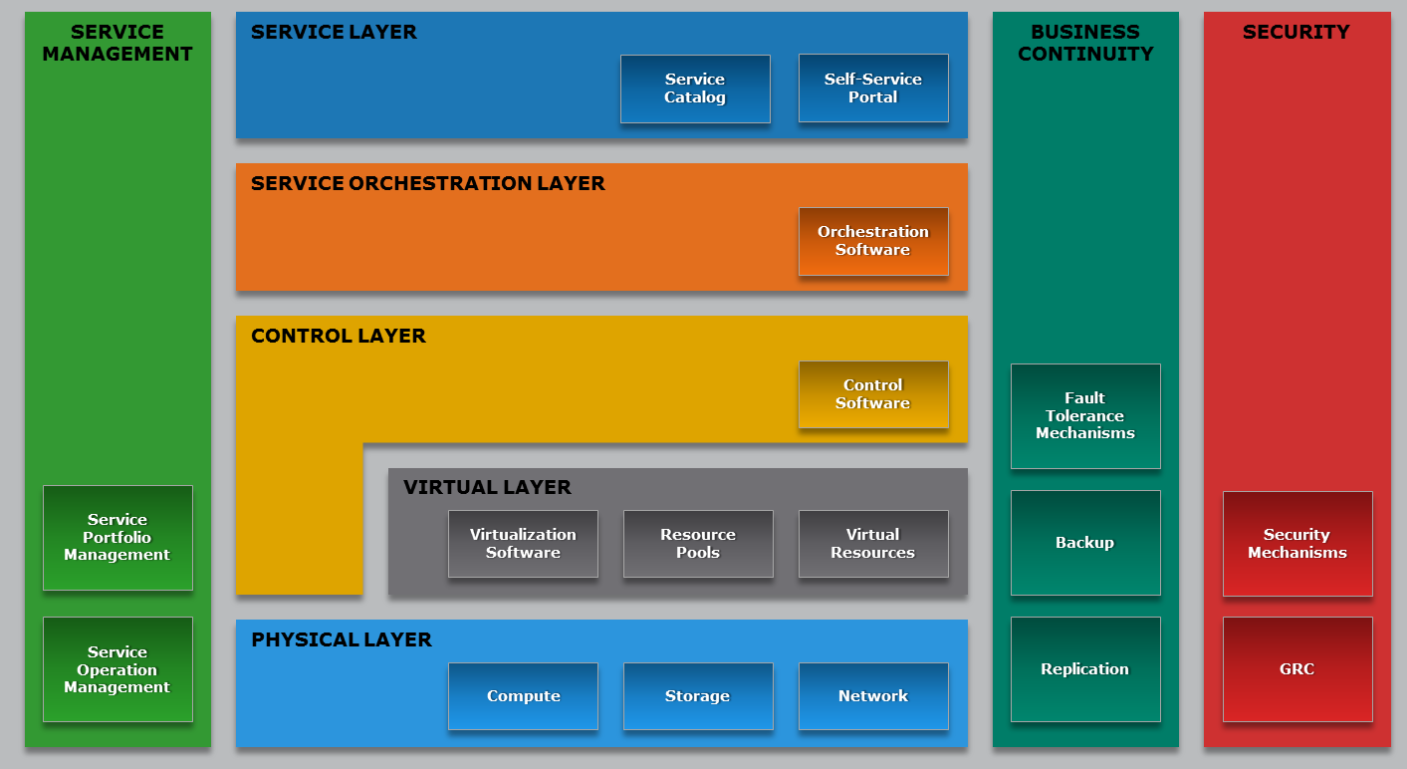 SERVICE
MANAGEMENT
Service
Portfolio
Management
Service
Operation
Management
SERVICE LAYER
Service
Catalog
Self-Service
Portal
SERVICE ORCHESTRATION LAYER
Orchestration
Software
CONTROL LAYER
Control
Software
VIRTUAL LAYER
Virtualization
Software
Resource
Pools
Virtual
Resources
PHYSICAL LAYER
Compute
Storage
Network
BUSINESS
CONTINUITY
Fault
Tolerance
Mechanisms
Backup
Replication
SECURITY
Security
Mechanisms
GRC